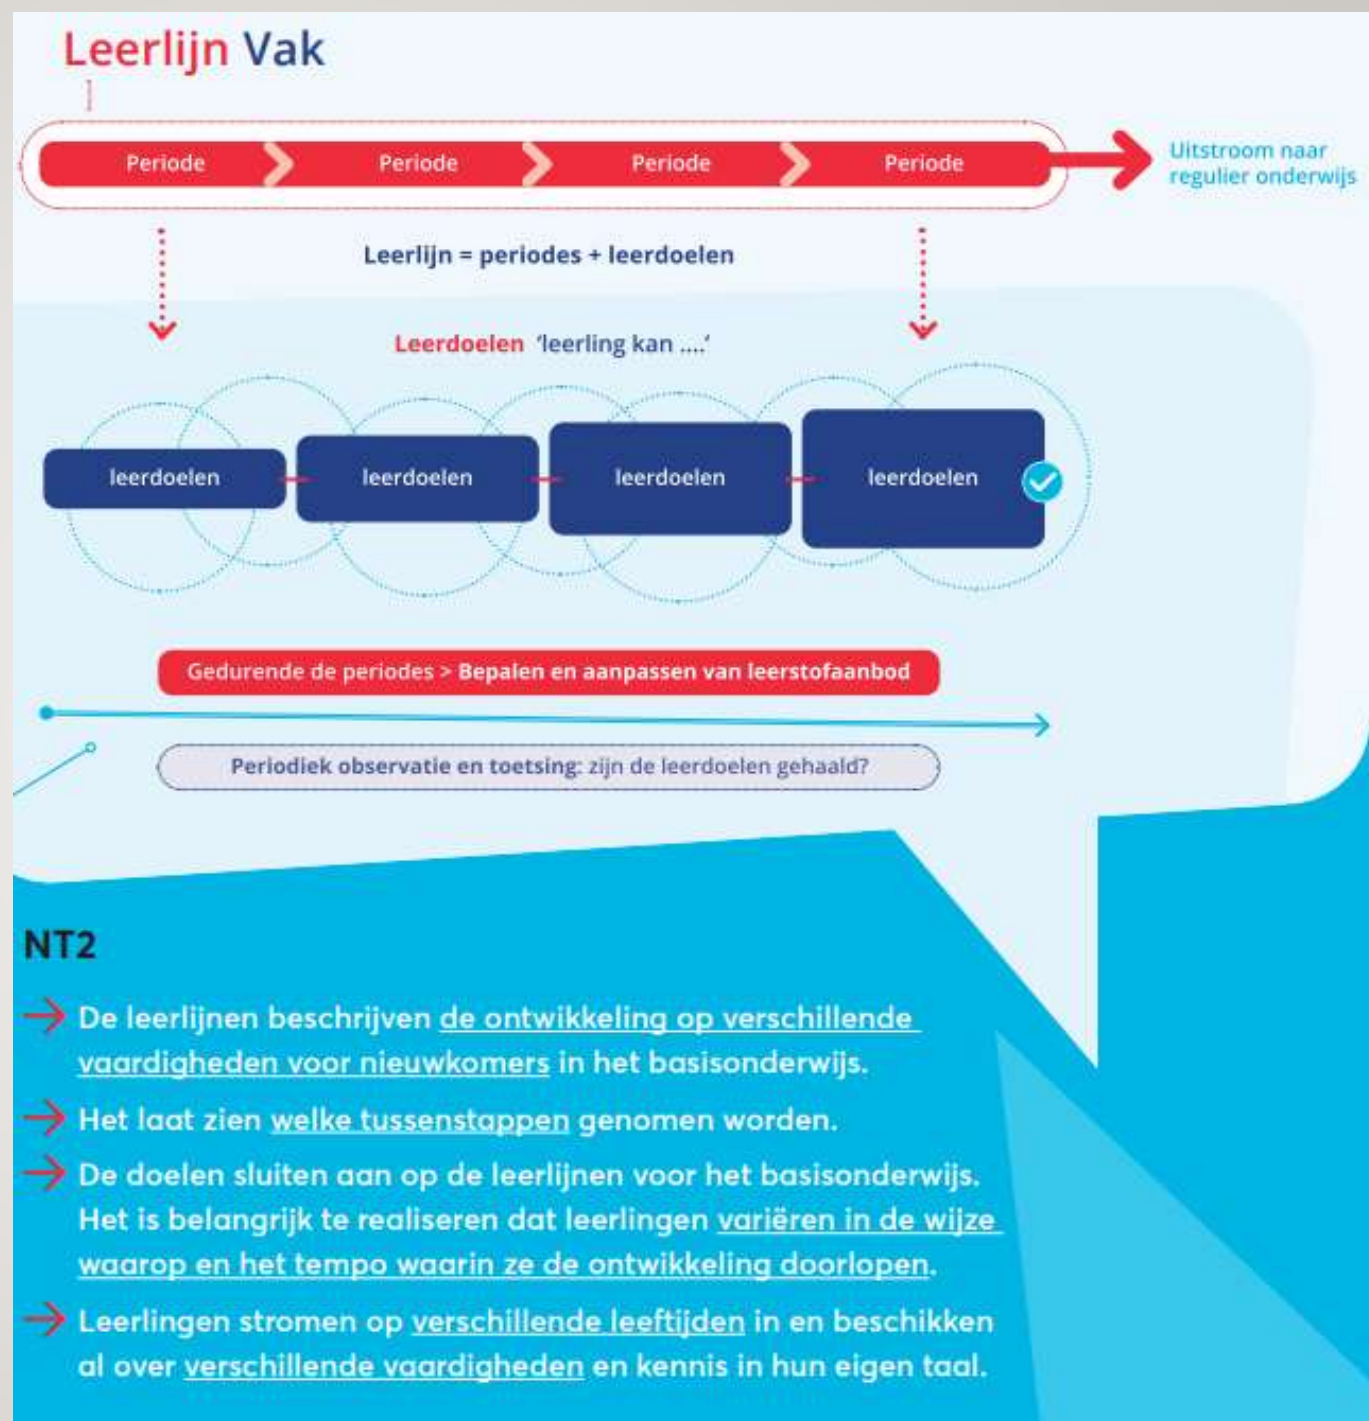 Leerlijn Vak
Periode
Periode
Periode
Periode
Uitstroom naar
regulier onderwijs
Leerlijn = periodes + leerdoelen
Leerdoelen 'leerling kan ....'
leerdoelen
leerdoelen
leerdoelen
leerdoelen
Gedurende de periodes > Bepalen en aanpassen van leerstofaanbod
Periodiek observatie en toetsing: zijn de leerdoelen gehaald?
NT2
De leerlijnen beschrijven de ontwikkeling op verschillende
vaardigheden voor nieuwkomers in het basisonderwijs.
Het laat zien welke tussenstappen genomen worden.
De doelen sluiten aan op de leerlijnen voor het basisonderwijs.
Het is belangrijk te realiseren dat leerlingen variëren in de wijze
waarop en het tempo waarin ze de ontwikkeling doorlopen.
Leerlingen stromen op verschillende leeftijden in en beschikken
al over verschillende vaardigheden en kennis in hun eigen taal.